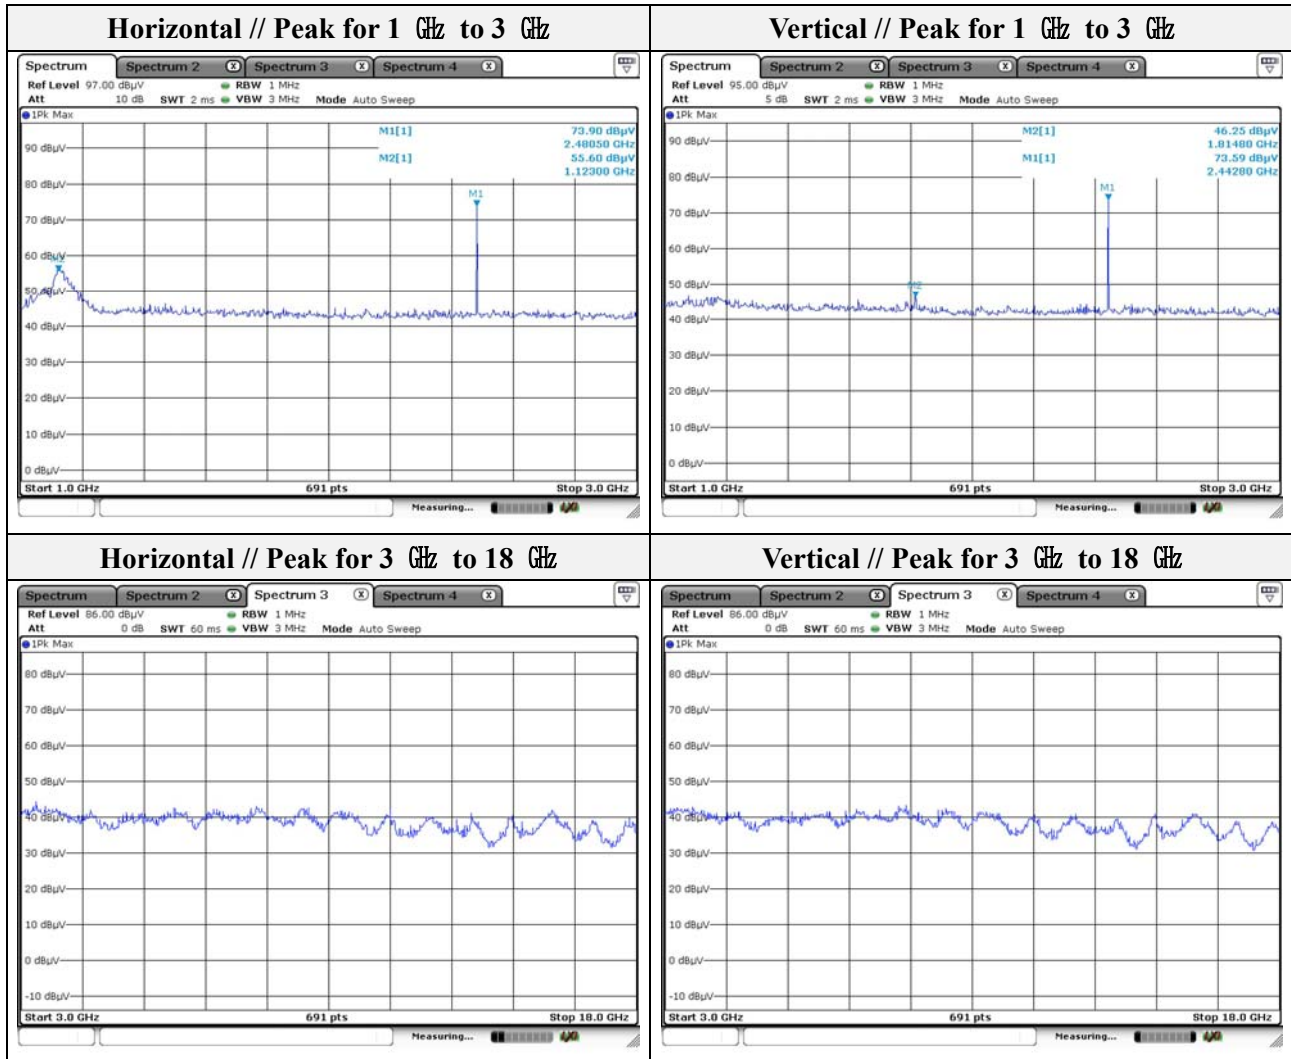 Horizontal // Peak for 1 ㎓ to 3 ㎓
Spectrum Spectrum 2 X Spectrum 3 X Spectrum 4 X
Ref Level 97.00 dBµV RBW 1 MHz
Att 10 dB SWT 2 ms VBW 3 MHz Mode Auto Sweep
1Pk Max
M1[1] 73.90 dBµV
2.48050 GHz
M2[1] 55.60 dBµV
1.12300 GHz
90 dBµV
80 dBµV
M1
70 dBµV
60 dBµV
M2
50 dBµV
40 dBµV
30 dBµV
20 dBµV
10 dBµV
0 dBµV
Start 1.0 GHz 691 pts Stop 3.0 GHz
Measuring...
Vertical // Peak for 1 ㎓ to 3 ㎓
Spectrum Spectrum 2 X Spectrum 3 X Spectrum 4 X
Ref Level 95.00 dBµV RBW 1 MHz
Att 5 dB SWT 2 ms VBW 3 MHz Mode Auto Sweep
1Pk Max
M2[1] 46.25 dBµV
1.81480 GHz
M1[1] 73.59 dBµV
2.44280 GHz
90 dBµV
80 dBµV
M1
70 dBµV
60 dBµV
50 dBµV
M2
40 dBµV
30 dBµV
20 dBµV
10 dBµV
0 dBµV
Start 1.0 GHz 691 pts Stop 3.0 GHz
Measuring...
Horizontal // Peak for 3 ㎓ to 18 ㎓
Spectrum Spectrum 2 X Spectrum 3 X Spectrum 4 X
Ref Level 86.00 dBµV RBW 1 MHz
Att 0 dB SWT 60 ms VBW 3 MHz Mode Auto Sweep
1Pk Max
80 dBµV
70 dBµV
60 dBµV
50 dBµV
40 dBµV
30 dBµV
20 dBµV
10 dBµV
0 dBµV
-10 dBµV
Start 3.0 GHz 691 pts Stop 18.0 GHz
Measuring...
Vertical // Peak for 3 ㎓ to 18 ㎓
Spectrum Spectrum 2 X Spectrum 3 X Spectrum 4 X
Ref Level 86.00 dBµV RBW 1 MHz
Att 0 dB SWT 60 ms VBW 3 MHz Mode Auto Sweep
1Pk Max
80 dBµV
70 dBµV
60 dBµV
50 dBµV
40 dBµV
30 dBµV
20 dBµV
10 dBµV
0 dBµV
-10 dBµV
Start 3.0 GHz 691 pts Stop 18.0 GHz
Measuring...